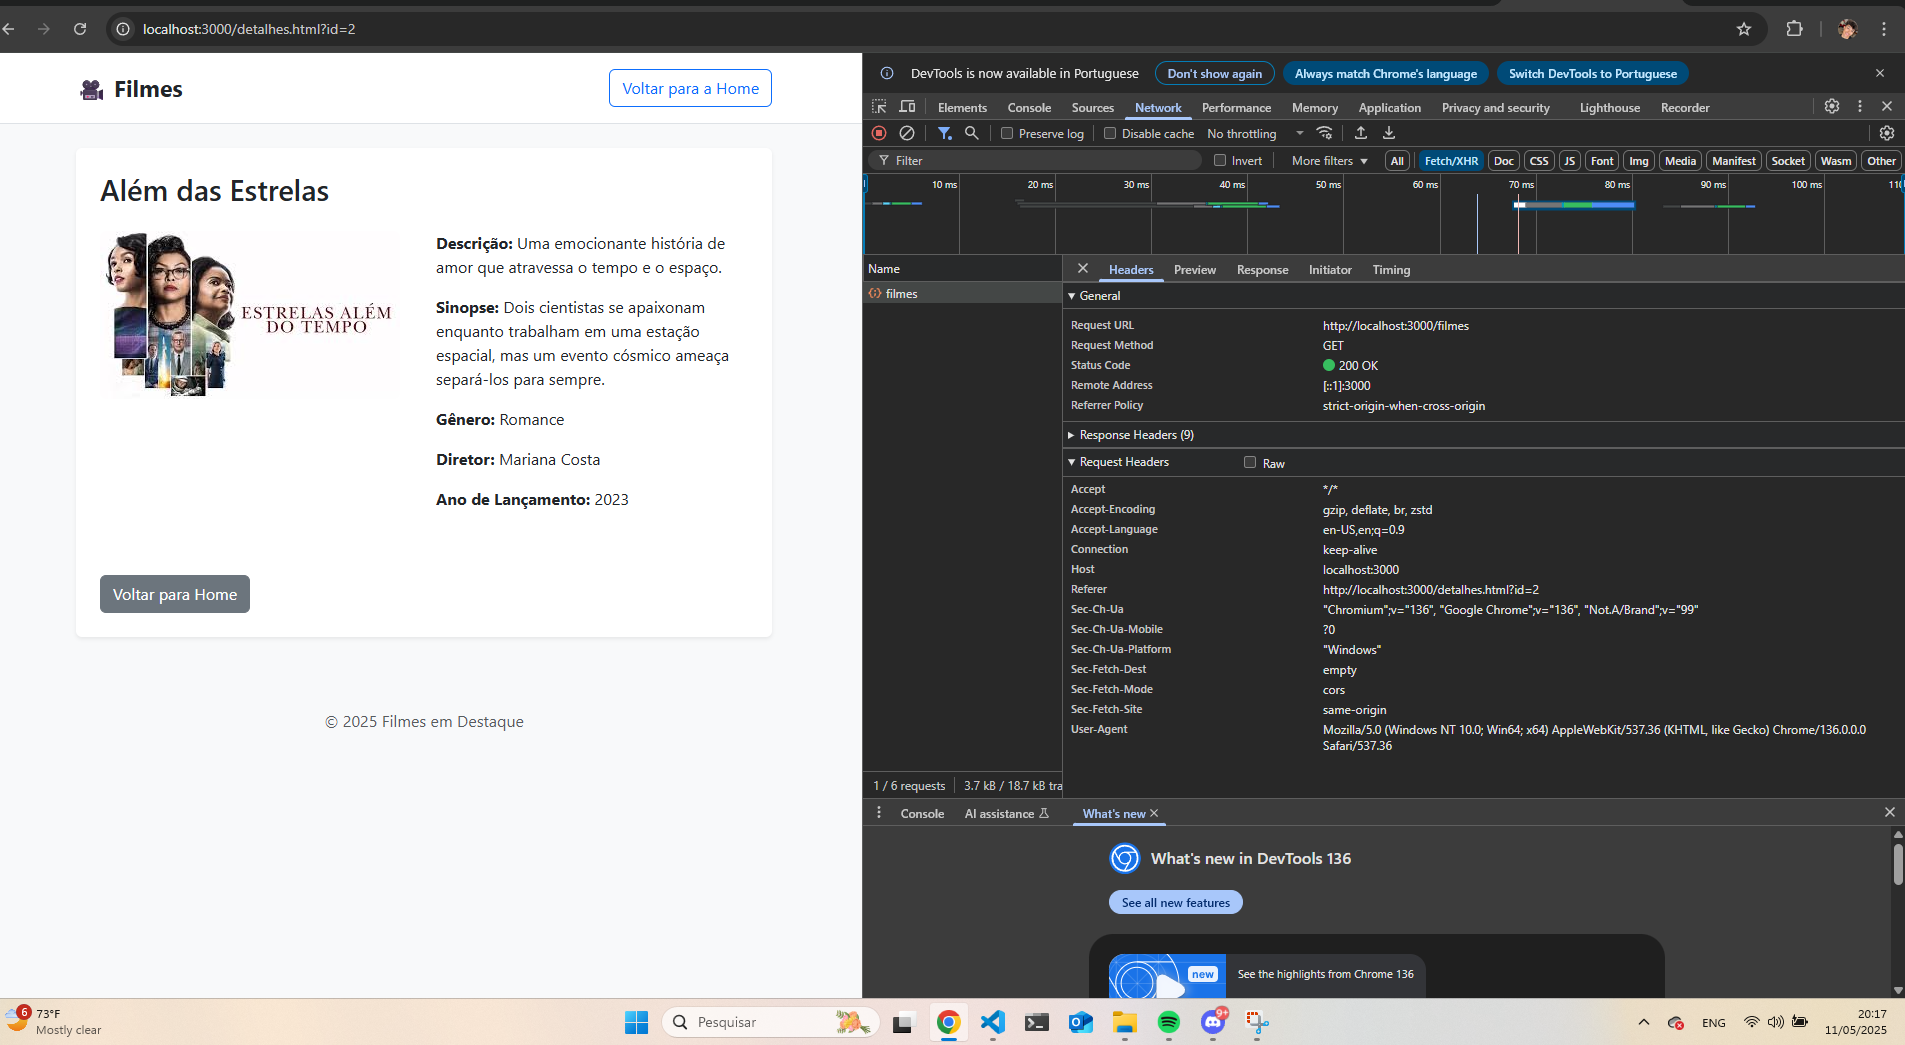 localhost:3000/detalhes.html?id=2
Filmes
Voltar para a Home
Além das Estrelas
ESTRELAS ALÉM
DO TEMPO
Descrição: Uma emocionante história de
amor que atravessa o tempo e o espaço.
Sinopse: Dois cientistas se apaixonam
enquanto trabalham em uma estação
espacial, mas um evento cósmico ameaça
separá-los para sempre.
Gênero: Romance
Diretor: Mariana Costa
Ano de Lançamento: 2023
Voltar para Home
© 2025 Filmes em Destaque
DevTools is now available in Portuguese
Don't show again
Always match Chrome's language
Switch DevTools to Portuguese
Elements Console Sources Network Performance Memory Application Privacy and security Lighthouse Recorder
Preserve log Disable cache No throttling
Filter Invert More filters All Fetch/XHR Doc CSS JS Font Img Media Manifest Socket Wasm Other
10 ms 20 ms 30 ms 40 ms 50 ms 60 ms 70 ms 80 ms 90 ms 100 ms
Name
filmes
Headers Preview Response Initiator Timing
General
Request URL http://localhost:3000/filmes
Request Method GET
Status Code 200 OK
Remote Address [::1]:3000
Referrer Policy strict-origin-when-cross-origin
Response Headers (9)
Request Headers Raw
Accept */*
Accept-Encoding gzip, deflate, br, zstd
Accept-Language en-US,en;q=0.9
Connection keep-alive
Host localhost:3000
Referer http://localhost:3000/detalhes.html?id=2
Sec-Ch-Ua "Chromium";v="136", "Google Chrome";v="136", "Not.A/Brand";v="99"
Sec-Ch-Ua-Mobile ?0
Sec-Ch-Ua-Platform "Windows"
Sec-Fetch-Dest empty
Sec-Fetch-Mode cors
Sec-Fetch-Site same-origin
User-Agent Mozilla/5.0 (Windows NT 10.0; Win64; x64) AppleWebKit/537.36 (KHTML, like Gecko) Chrome/136.0.0.0
Safari/537.36
1 / 6 requests 3.7 kB / 18.7 kB tra
Console AI assistance What's new
What's new in DevTools 136
See all new features
new
See the highlights from Chrome 136
6
73°F
Mostly clear
Pesquisar
9+
ENG
20:17
11/05/2025